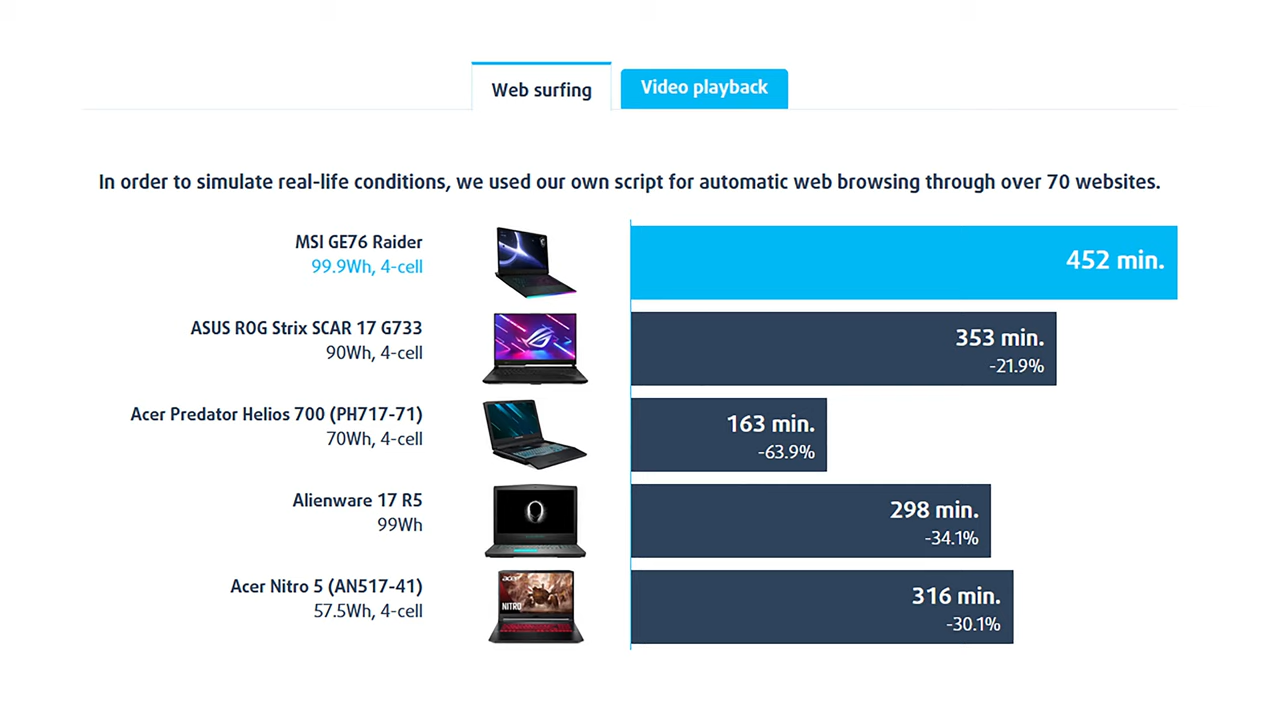 Web surfing
Video playback
In order to simulate real-life conditions, we used our own script for automatic web browsing through over 70 websites.
MSI GE76 Raider
99.9Wh, 4-cell
452 min.
ASUS ROG Strix SCAR 17 G733
90Wh, 4-cell
353 min.
-21.9%
Acer Predator Helios 700 (PH717-71)
70Wh, 4-cell
163 min.
-63.9%
Alienware 17 R5
99Wh
298 min.
-34.1%
Acer Nitro 5 (AN517-41)
57.5Wh, 4-cell
acer
NITRO
316 min.
-30.1%